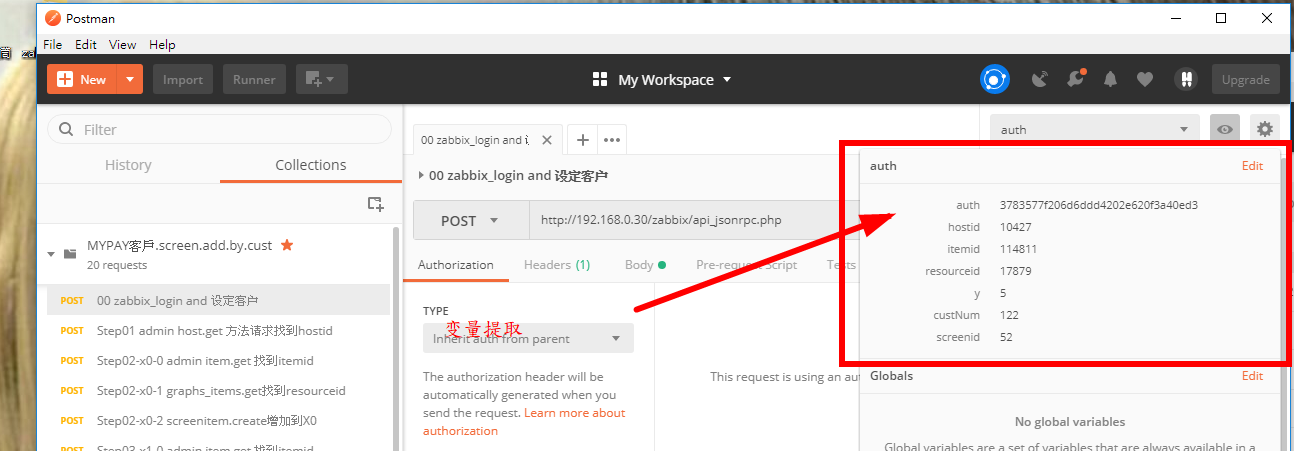 Postman
File Edit View Help
New Import Runner My Workspace Upgrade
Filter
History Collections
MYPAY客戶.screen.add.by.cust
20 requests
POST 00 zabbix_login and 设定客户
POST Step01 admin host.get 方法请求找到hostid
POST Step02-x0-0 admin item.get 找到itemid
POST Step02-x0-1 graphs_items.get找到resourceid
POST Step02-x0-2 screenitem.create增加到X0
POST Step03-x1-0 admin item.get 找到itemid
00 zabbix_login and
00 zabbix_login and 设定客户
POST http://192.168.0.30/zabbix/api_jsonrpc.php
Authorization Headers (1) Body Pre-request Script Tests
TYPE
变量提取
Inherit auth from parent
The authorization header will be
automatically generated when you
send the request. Learn more about
authorization
This request is using an
auth
auth Edit
auth 3783577f206d6ddd4202e620f3a40ed3
hostid 10427
itemid 114811
resourceid 17879
y 5
custNum 122
screenid 52
Globals Edit
No global variables
Global variables are a set of variables that are always available in a